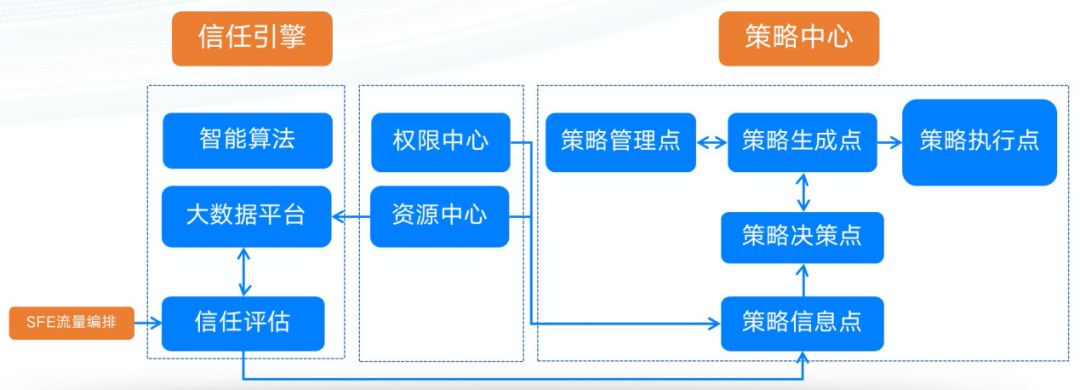 信任引擎
策略中心
智能算法
权限中心
策略管理点
策略生成点
策略执行点
大数据平台
资源中心
策略决策点
SFE流量编排
信任评估
策略信息点